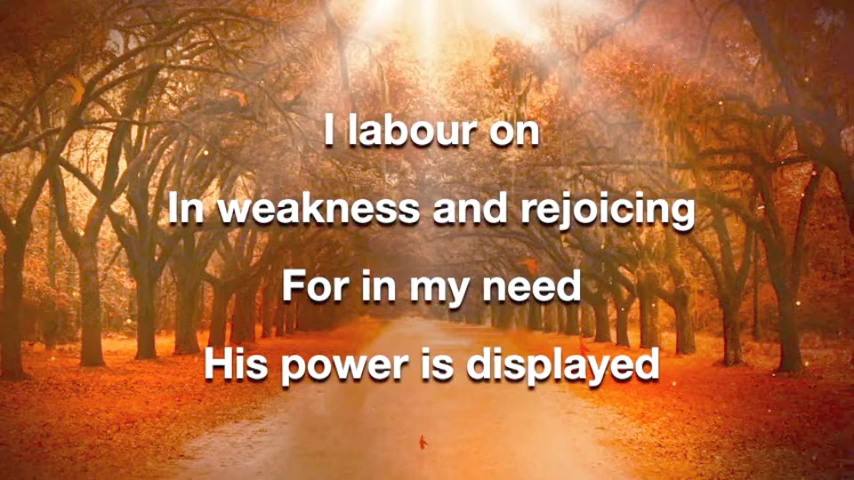 I labour on
In weakness and rejoicing
For in my need
His power is displayed